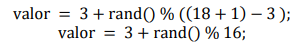 valor = 3 + rand() % ((18 + 1) − 3 );
valor = 3 + rand() % 16;